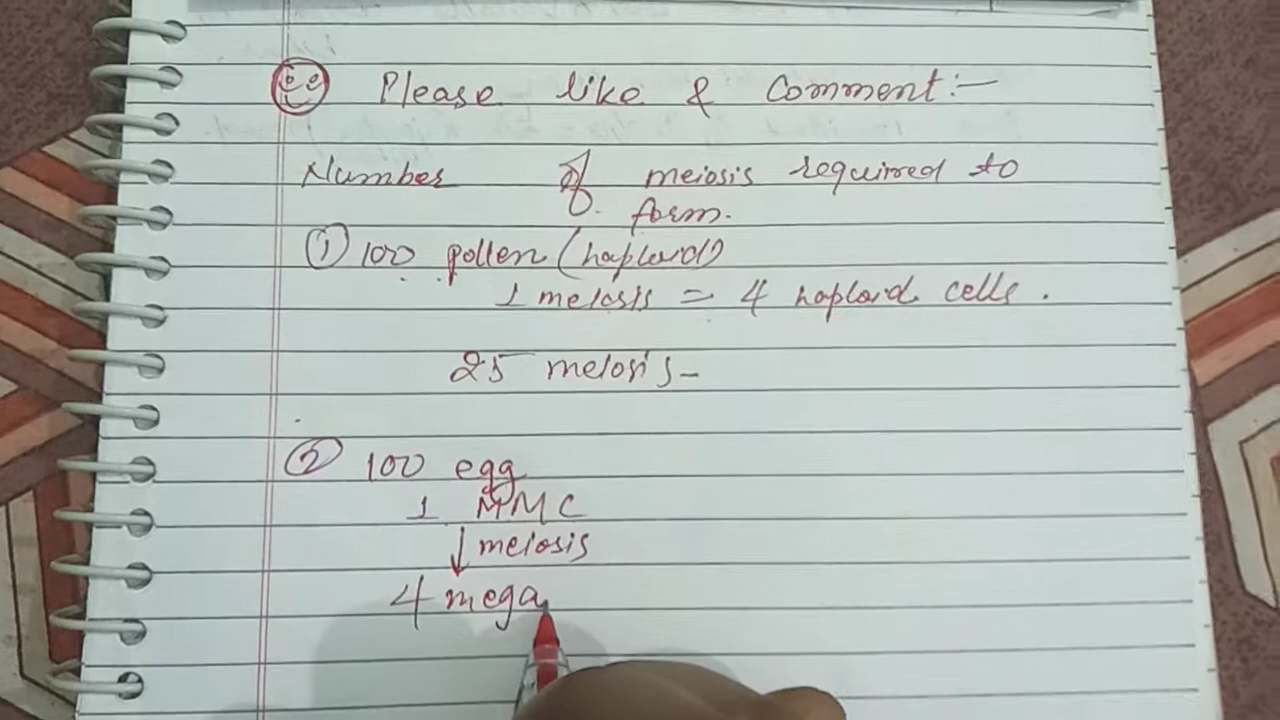 Please like & Comment:-
Number of meiosis required to
form.
① 100 pollen (haploid)
1 meiosis = 4 haploid cells.
25 meiosis-
② 100 egg
1 MMC
↓ meiosis
4 mega